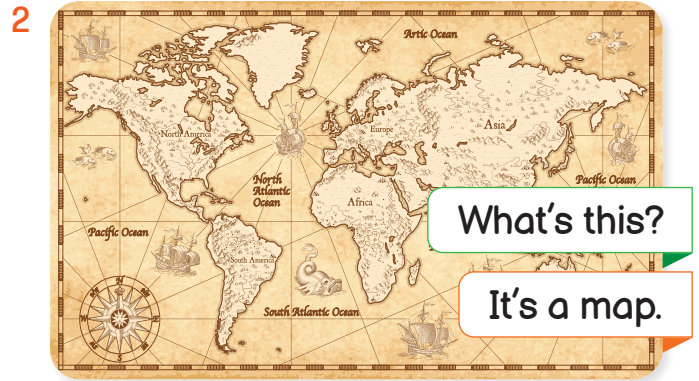 2
Artic Ocean
North America
Europe
Asia
North
Atlantic
Ocean
Pacific Ocean
Africa
What's this?
Pacific Ocean
South America
It's a map.
South Atlantic Ocean
N
S